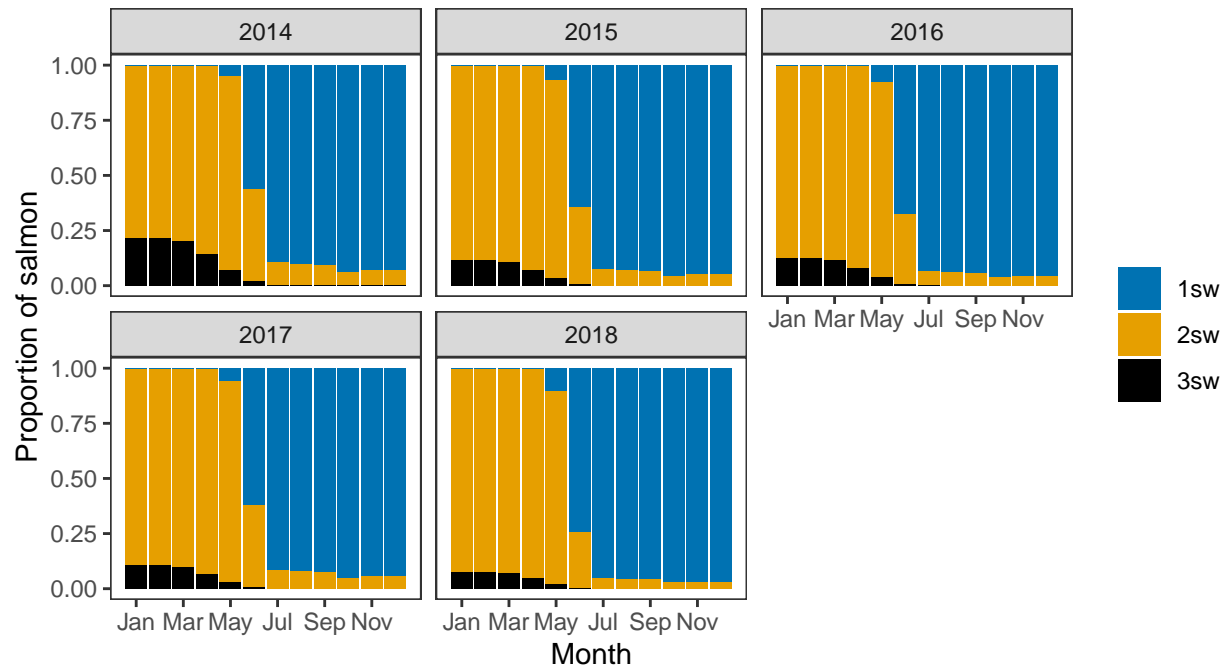 2014
2015
2016
1.00
0.75
0.50
0.25
0.00
Jan Mar May Jul Sep Nov
2017
2018
1.00
0.75
0.50
0.25
0.00
Jan Mar May Jul Sep Nov
Jan Mar May Jul Sep Nov
Month
Proportion of salmon
1sw
2sw
3sw